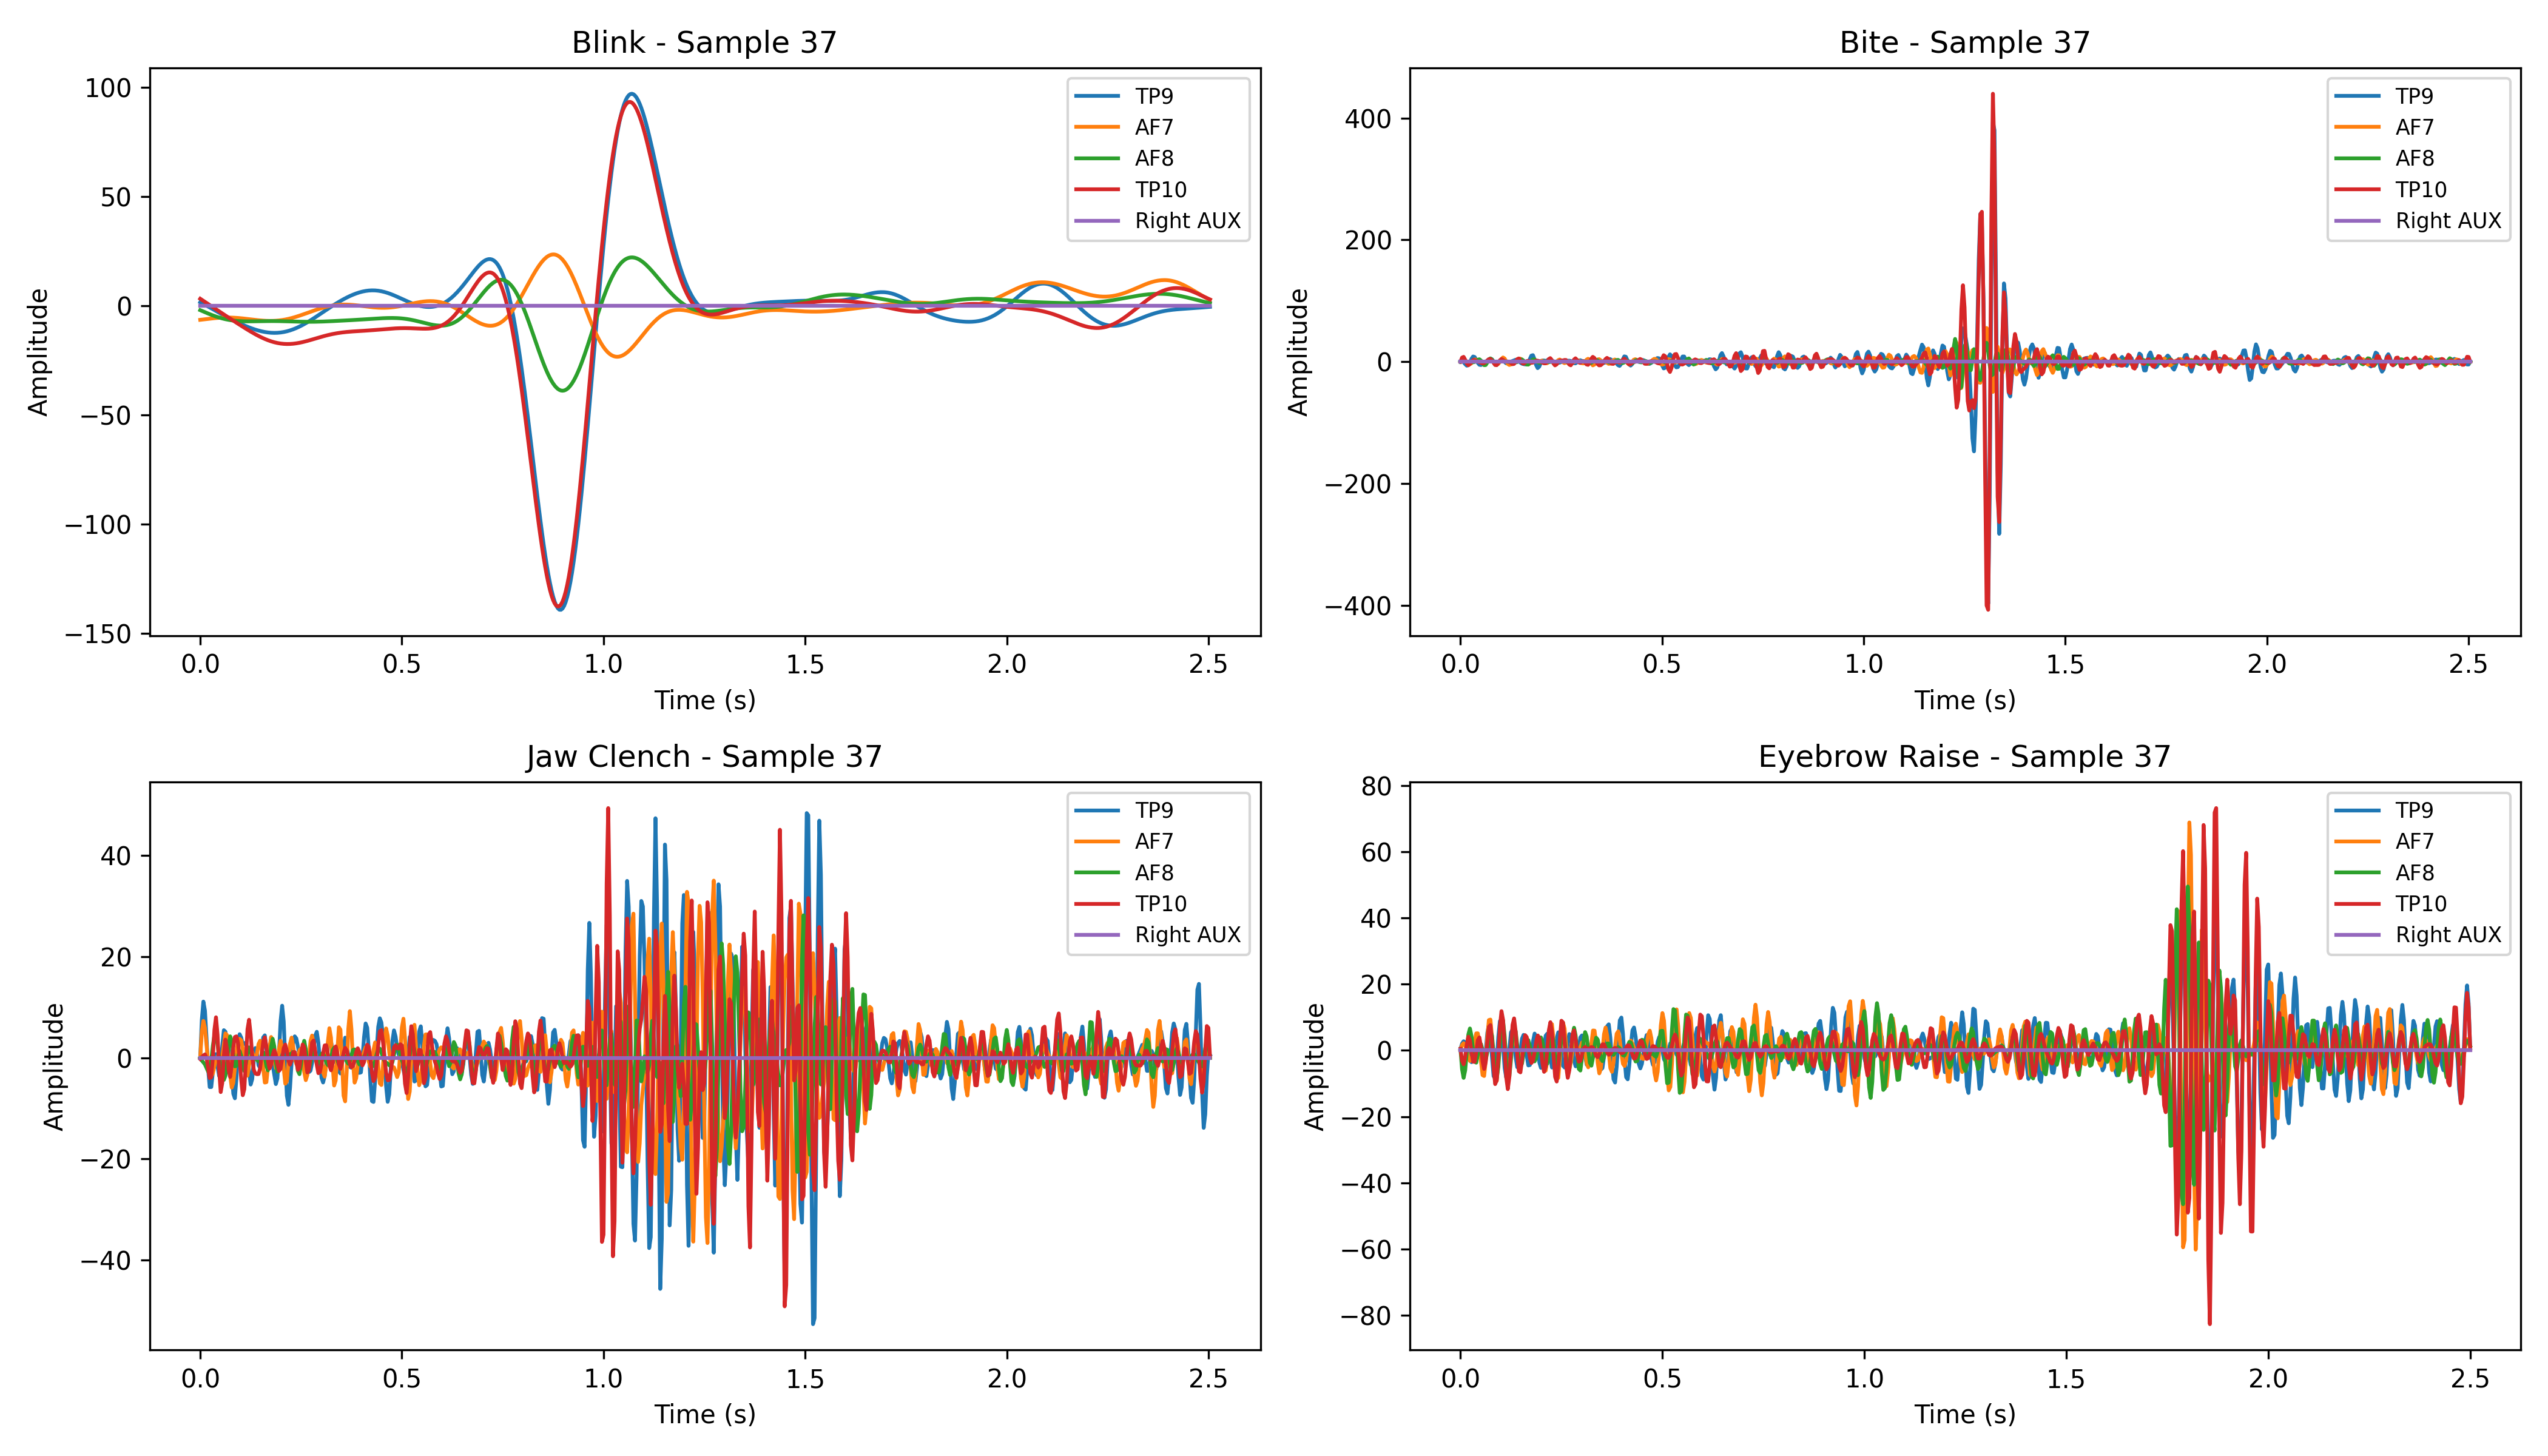 Blink - Sample 37
100
50
0
−50
−100
−150
Amplitude
0.0 0.5 1.0 1.5 2.0 2.5
Time (s)
TP9
AF7
AF8
TP10
Right AUX
Bite - Sample 37
400
200
0
−200
−400
Amplitude
0.0 0.5 1.0 1.5 2.0 2.5
Time (s)
TP9
AF7
AF8
TP10
Right AUX
Jaw Clench - Sample 37
40
20
0
−20
−40
Amplitude
0.0 0.5 1.0 1.5 2.0 2.5
Time (s)
TP9
AF7
AF8
TP10
Right AUX
Eyebrow Raise - Sample 37
80
60
40
20
0
−20
−40
−60
−80
Amplitude
0.0 0.5 1.0 1.5 2.0 2.5
Time (s)
TP9
AF7
AF8
TP10
Right AUX